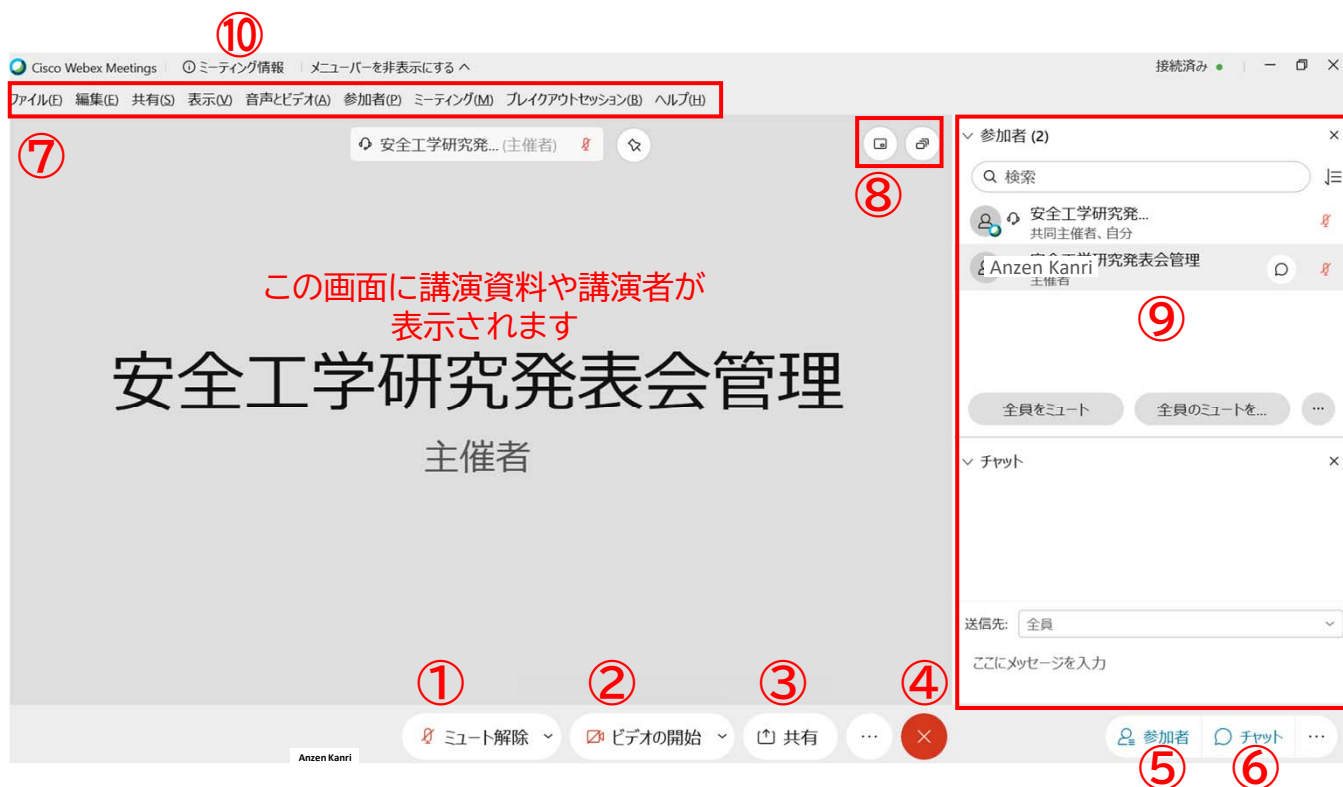 ⑩
Cisco Webex Meetings ミーティング情報 メニューバーを非表示にする 接続済み
ファイル(F) 編集(E) 共有(S) 表示(V) 音声とビデオ(A) 参加者(P) ミーティング(M) ブレイクアウトセッション(B) ヘルプ(H)
⑦
安全工学研究発... (主催者)
⑧
参加者 (2)
検索
安全工学研究発...
共同主催者、自分
Anzen Kanri 研究発表会管理
主催者
⑨
この画面に講演資料や講演者が
表示されます
安全工学研究発表会管理
主催者
全員をミュート 全員のミュートを... ...
チャット
送信先: 全員
ここにメッセージを入力
① ② ③ ④
ミュート解除 ビデオの開始 共有 ...
参加者 チャット ...
Anzen Kanri
⑤ ⑥